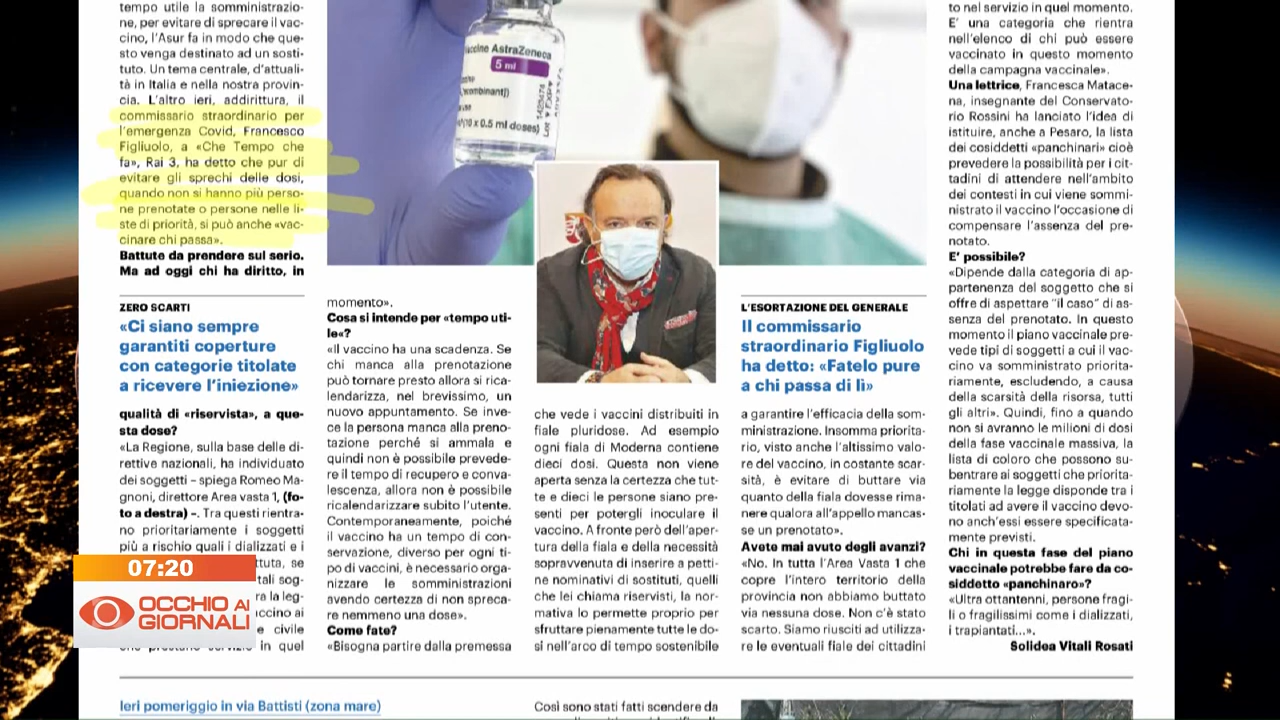 tempo utile la somministrazio-
ne, per evitare di sprecare il vac-
cino, l'Asur fa in modo che que-
sto venga destinato ad un sosti-
tuto. Un tema centrale, d'attuali-
tà in Italia e nella nostra provin-
cia. L'altro ieri, addirittura, il
commissario straordinario per
l'emergenza Covid, Francesco
Figliuolo, a «Che Tempo che
fa», Rai 3, ha detto che pur di
evitare gli sprechi delle dosi,
quando non si hanno più perso-
ne prenotate o persone nelle li-
ste di priorità, si può anche «vac-
cinare chi passa».
Battute da prendere sul serio.
Ma ad oggi chi ha diritto, in
ZERO SCARTI
«Ci siano sempre
garantiti coperture
con categorie titolate
a ricevere l'iniezione»
qualità di «riservista», a que-
sta dose?
«La Regione, sulla base delle di-
rettive nazionali, ha individuato
dei soggetti – spiega Romeo Ma-
gnoni, direttore Area vasta 1, (fo-
to a destra) –. Tra questi rientra-
no prioritariamente i soggetti
più a rischio quali i dializzati e i
ttuta, se
tali sog-
ra la leg-
ccino ai
e civile
che prestano servizio in quel
Vaccine AstraZeneca
5 ml
(10 x 0.5 ml doses)
momento».
Cosa si intende per «tempo uti-
le«?
«Il vaccino ha una scadenza. Se
chi manca alla prenotazione
può tornare presto allora si rica-
lendarizza, nel brevissimo, un
nuovo appuntamento. Se inve-
ce la persona manca alla preno-
tazione perché si ammala e
quindi non è possibile prevede-
re il tempo di recupero e conva-
lescenza, allora non è possibile
ricalendarizzare subito l'utente.
Contemporaneamente, poiché
il vaccino ha un tempo di con-
servazione, diverso per ogni ti-
po di vaccini, è necessario orga-
nizzare le somministrazioni
avendo certezza di non spreca-
re nemmeno una dose».
Come fate?
«Bisogna partire dalla premessa
che vede i vaccini distribuiti in
fiale pluridose. Ad esempio
ogni fiala di Moderna contiene
dieci dosi. Questa non viene
aperta senza la certezza che tut-
te e dieci le persone siano pre-
senti per potergli inoculare il
vaccino. A fronte però dell'aper-
tura della fiala e della necessità
sopravvenuta di inserire a petti-
ne nominativi di sostituti, quelli
che lei chiama riservisti, la nor-
mativa lo permette proprio per
sfruttare pienamente tutte le do-
si nell'arco di tempo sostenibile
L'ESORTAZIONE DEL GENERALE
Il commissario
straordinario Figliuolo
ha detto: «Fatelo pure
a chi passa di lì»
a garantire l'efficacia della som-
ministrazione. Insomma priorita-
rio, visto anche l'altissimo valo-
re del vaccino, in costante scar-
sità, è evitare di buttare via
quanto della fiala dovesse rima-
nere qualora all'appello mancas-
se un prenotato».
Avete mai avuto degli avanzi?
«No. In tutta l'Area Vasta 1 che
copre l'intero territorio della
provincia non abbiamo buttato
via nessuna dose. Non c'è stato
scarto. Siamo riusciti ad utilizza-
re le eventuali fiale dei cittadini
to nel servizio in quel momento.
E' una categoria che rientra
nell'elenco di chi può essere
vaccinato in questo momento
della campagna vaccinale».
Una lettrice, Francesca Matace-
na, insegnante del Conservato-
rio Rossini ha lanciato l'idea di
istituire, anche a Pesaro, la lista
dei cosiddetti «panchinari» cioè
prevedere la possibilità per i cit-
tadini di attendere nell'ambito
dei contesti in cui viene sommi-
nistrato il vaccino l'occasione di
compensare l'assenza del pre-
notato.
E' possibile?
«Dipende dalla categoria di ap-
partenenza del soggetto che si
offre di aspettare "il caso" di as-
senza del prenotato. In questo
momento il piano vaccinale pre-
vede tipi di soggetti a cui il vac-
cino va somministrato priorita-
riamente, escludendo, a causa
della scarsità della risorsa, tutti
gli altri». Quindi, fino a quando
non si avranno le milioni di dosi
della fase vaccinale massiva, la
lista di coloro che possono su-
bentrare ai soggetti che priorita-
riamente la legge dispone tra i
titolati ad avere il vaccino devo-
no anch'essi essere specificata-
mente previsti.
Chi in questa fase del piano
vaccinale potrebbe fare da co-
siddetto «panchinaro»?
«Ultra ottantenni, persone fragi-
li o fragilissimi come i dializzati,
i trapiantati...».
Solidea Vitali Rosati
07:20
OCCHIO AI
GIORNALI
Ieri pomeriggio in via Battisti (zona mare)
Così sono stati fatti scendere da